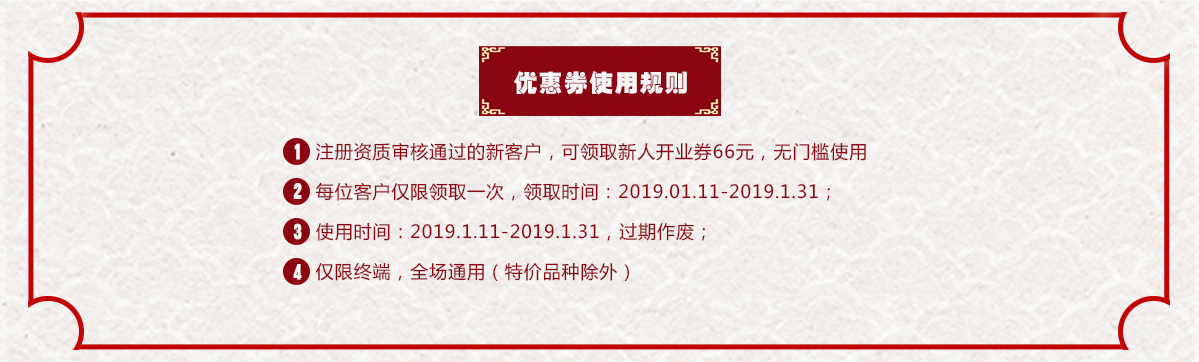 优惠券使用规则
1 注册资质审核通过的新客户，可领取新人开业券66元，无门槛使用
2 每位客户仅限领取一次，领取时间：2019.01.11-2019.1.31；
3 使用时间：2019.1.11-2019.1.31，过期作废；
4 仅限终端，全场通用（特价品种除外）